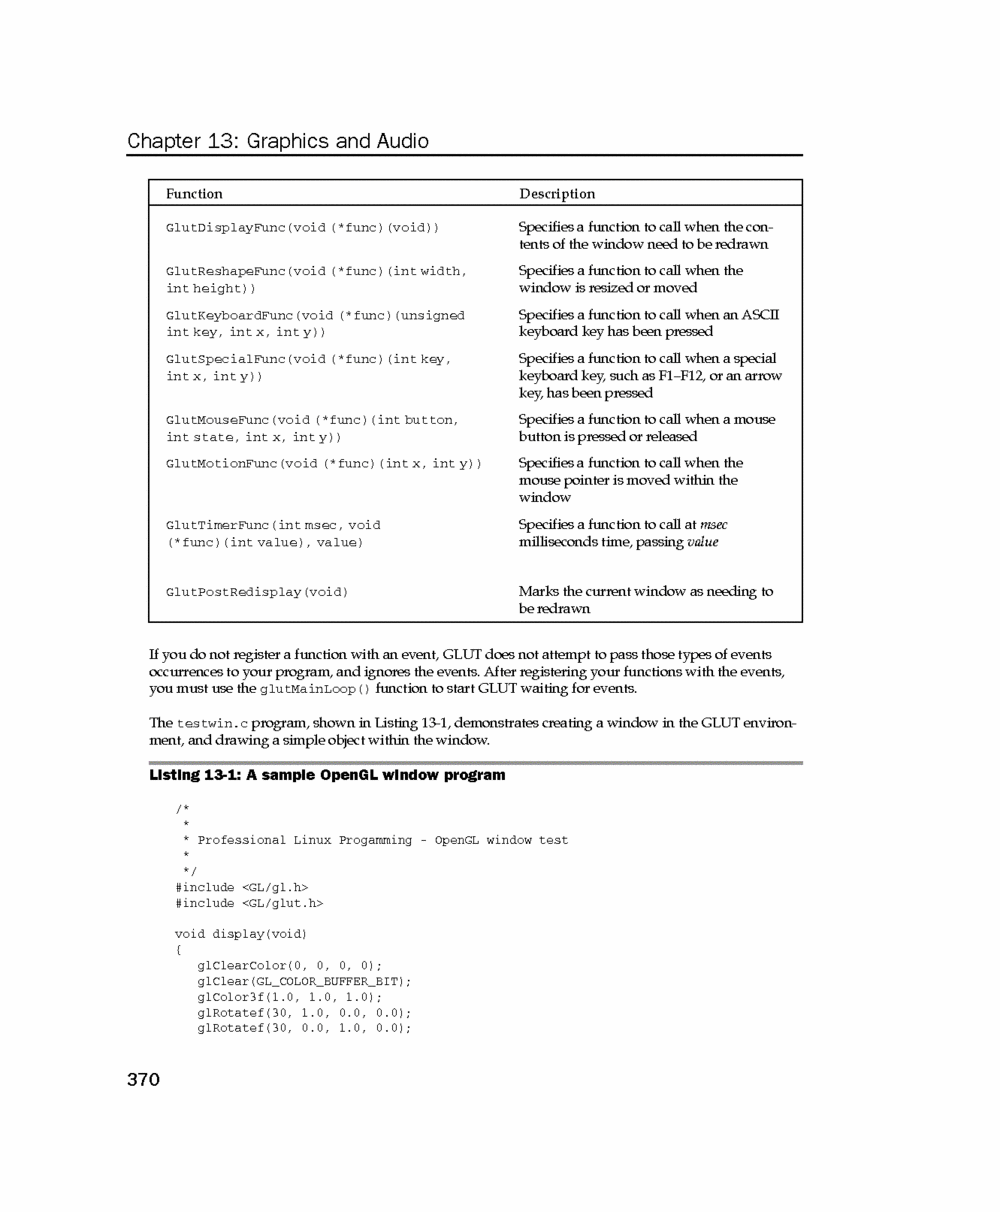 Chapter 13: Graphics and Audio
Function Description
GlutDisplayFunc(void (*func)(void)) Specifies a function to call when the con-
tents of the window need to be redrawn
GlutReshapeFunc(void (*func)(int width, Specifies a function to call when the
int height)) window is resized or moved
GlutKeyboardFunc(void (*func)(unsigned Specifies a function to call when an ASCII
int key, int x, int y)) keyboard key has been pressed
GlutSpecialFunc(void (*func)(int key, Specifies a function to call when a special
int x, int y)) keyboard key, such as F1–F12, or an arrow
key, has been pressed
GlutMouseFunc(void (*func)(int button, Specifies a function to call when a mouse
int state, int x, int y)) button is pressed or released
GlutMotionFunc(void (*func)(int x, int y)) Specifies a function to call when the
mouse pointer is moved within the
window
GlutTimerFunc(int msec, void Specifies a function to call at msec
(*func)(int value), value) milliseconds time, passing value
GlutPostRedisplay(void) Marks the current window as needing to
be redrawn
If you do not register a function with an event, GLUT does not attempt to pass those types of events
occurrences to your program, and ignores the events. After registering your functions with the events,
you must use the glutMainLoop() function to start GLUT waiting for events.
The testwin.c program, shown in Listing 13-1, demonstrates creating a window in the GLUT environ-
ment, and drawing a simple object within the window.
Listing 13-1: A sample OpenGL window program
/*
*
* Professional Linux Progamming - OpenGL window test
*
*/
#include <GL/gl.h>
#include <GL/glut.h>
void display(void)
{
glClearColor(0, 0, 0, 0);
glClear(GL_COLOR_BUFFER_BIT);
glColor3f(1.0, 1.0, 1.0);
glRotatef(30, 1.0, 0.0, 0.0);
glRotatef(30, 0.0, 1.0, 0.0);
370